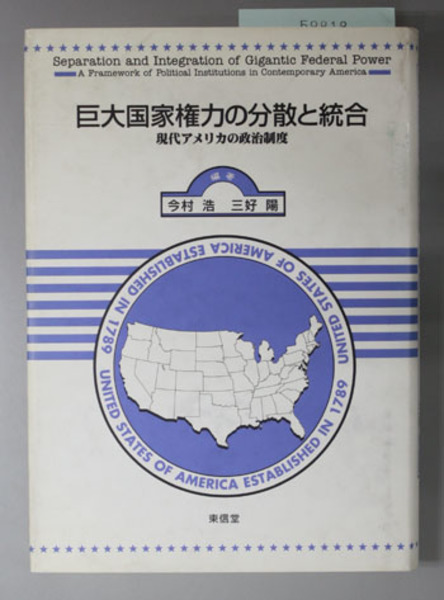 Separation and Integration of Gigantic Federal Power
A Framework of Political Institutions in Contemporary America
巨大国家権力の分散と統合
現代アメリカの政治制度
編著
今村 浩 三好 陽
UNITED STATES OF AMERICA ESTABLISHED IN 1789
UNITED STATES OF AMERICA ESTABLISHED IN 1789
東信堂